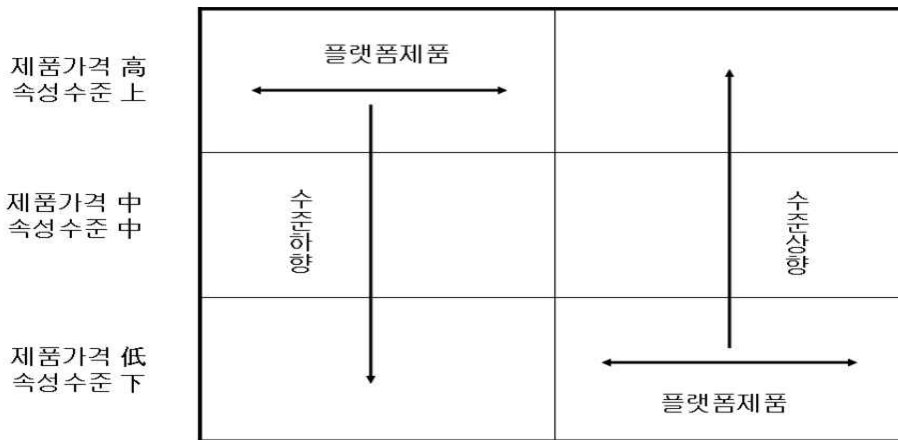 플랫폼제품
제품가격 高
속성수준 上
제품가격 中
속성수준 中
수준하향
수준상향
제품가격 低
속성수준 下
플랫폼제품